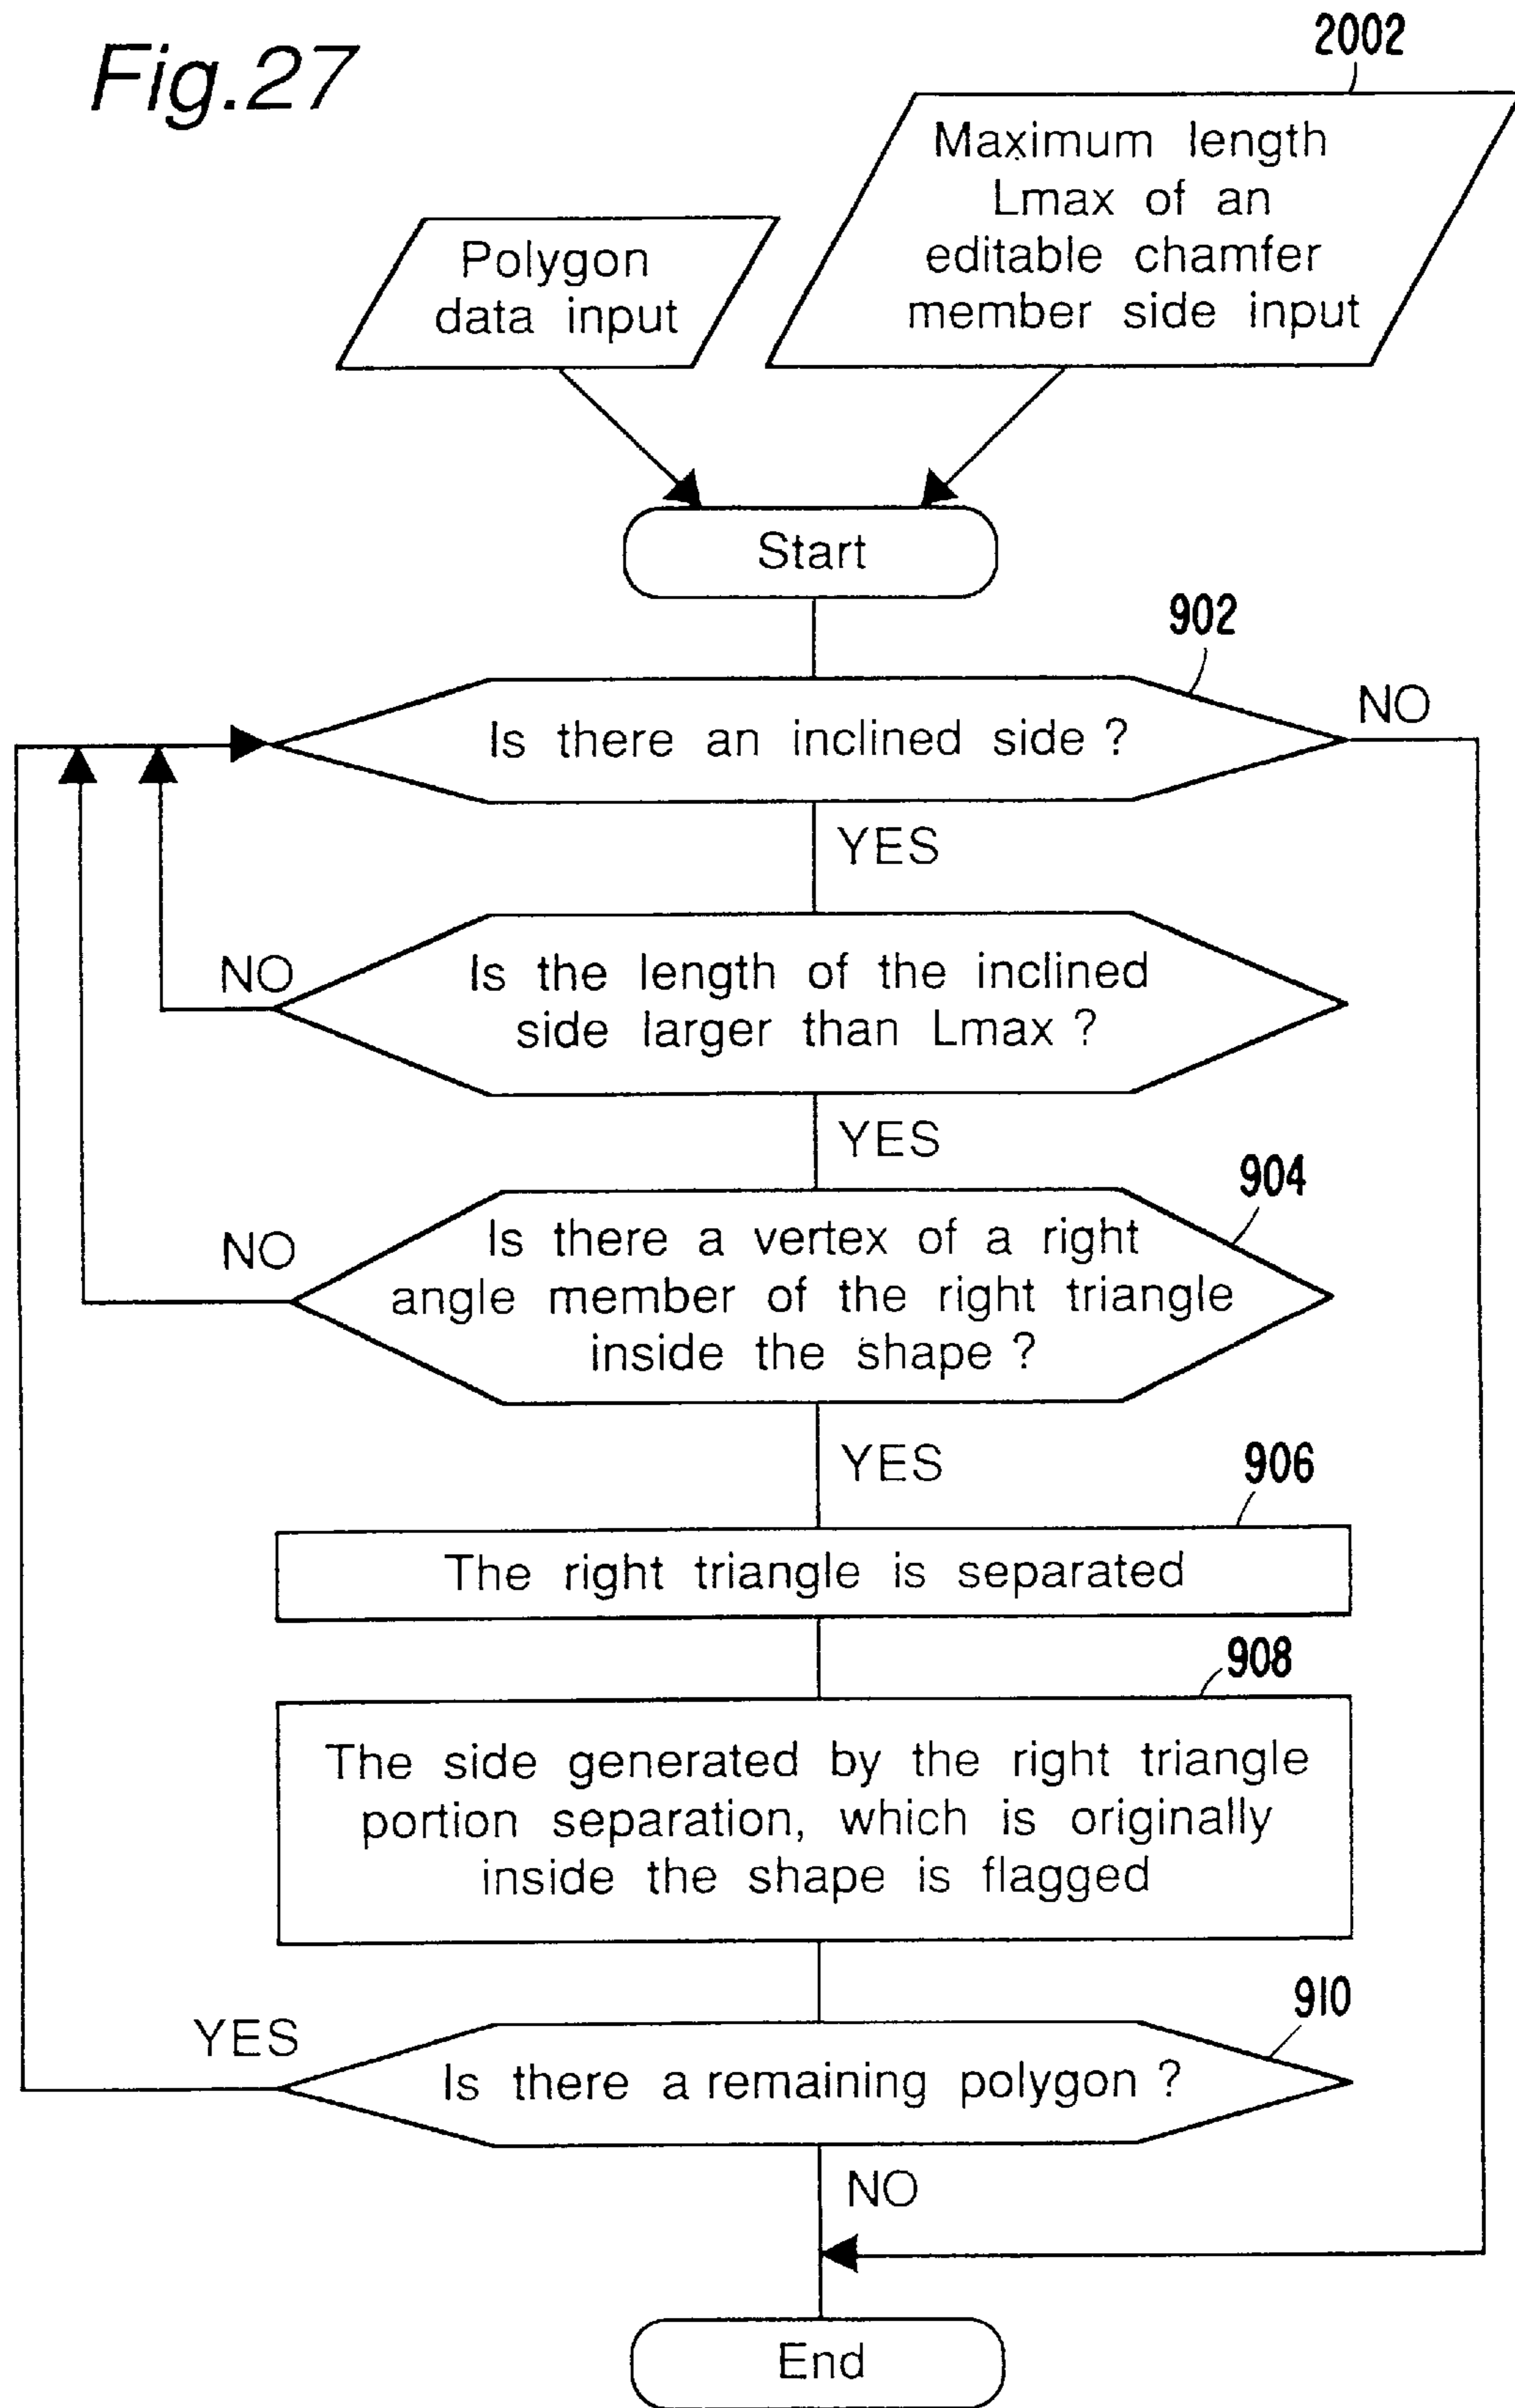 Fig.27
2002
Maximum length
Lmax of an
editable chamfer
member side input
Polygon
data input
Start
902
Is there an inclined side ?
NO
YES
Is the length of the inclined
side larger than Lmax ?
NO
YES
904
Is there a vertex of a right
angle member of the right triangle
inside the shape ?
NO
YES
906
The right triangle is separated
908
The side generated by the right triangle
portion separation, which is originally
inside the shape is flagged
910
YES
Is there a remaining polygon ?
NO
End